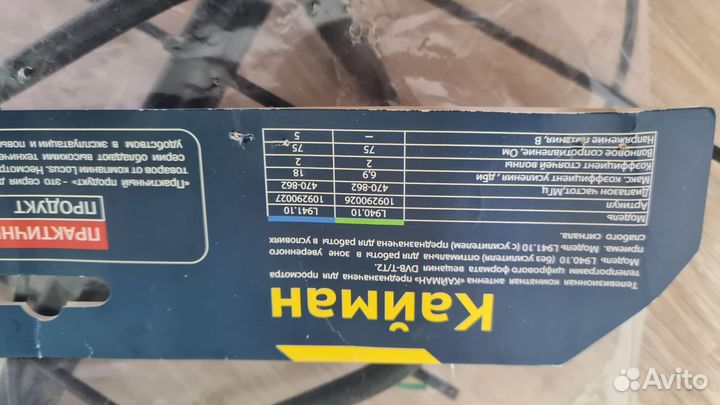 Кайман
Телевизионная комнатная антенна «КАЙМАН» предназначена для просмотра
телепрограмм цифрового формата вещания DVB-T/T2.
Модель L940.10 (без усилителя) оптимальна для работы в зоне уверенного
приема. Модель L941.10 (с усилителем) предназначена для работы в условиях
слабого сигнала.
Модель L940.10 L941.10
Артикул 109290026 109290027
Диапазон частот, МГц 470-862 470-862
Макс. коэффициент усиления, дБи 6,9 18
Коэффициент стоячей волны 2 2
Волновое сопротивление, Ом 75 75
Напряжение питания, В — 5
ПРАКТИЧН
ПРОДУКТ
«Практичный продукт» - это серия
товаров от компании Locus. Несмотр
серии обладают высокими техниче
удобством в эксплуатации и повы
Avito